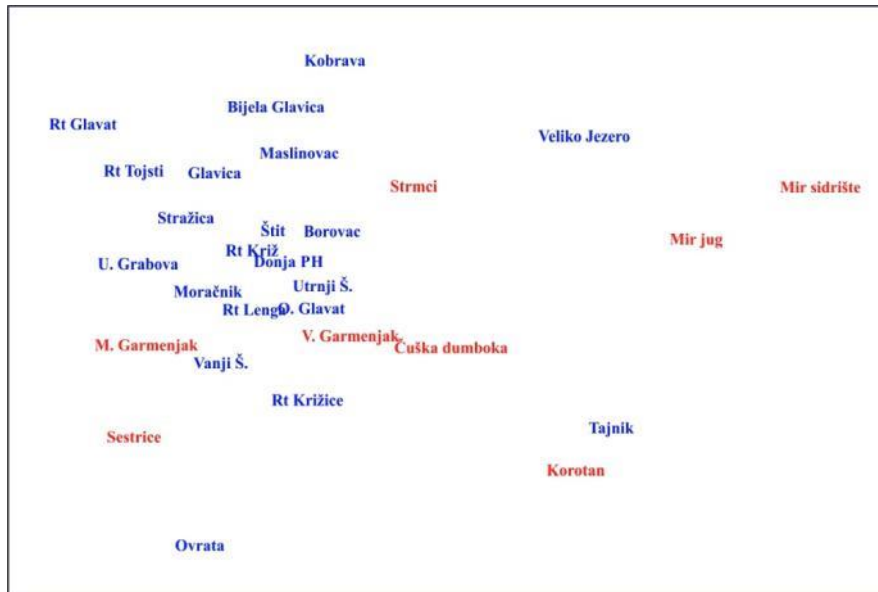 Kobrava
Bijela Glavica
Rt Glavat
Veliko Jezero
Maslinovac
Rt Tojsti
Glavica
Strmci
Mir sidrište
Stražica
Štit
Borovac
Mir jug
Rt Križ
Donja PH
U. Grabova
Utrnji Š.
Moračnik
Rt Lenga
O. Glavat
V. Garmenjak
M. Garmenjak
Čuška dumboka
Vanji Š.
Rt Križice
Tajnik
Sestrice
Korotan
Ovrata